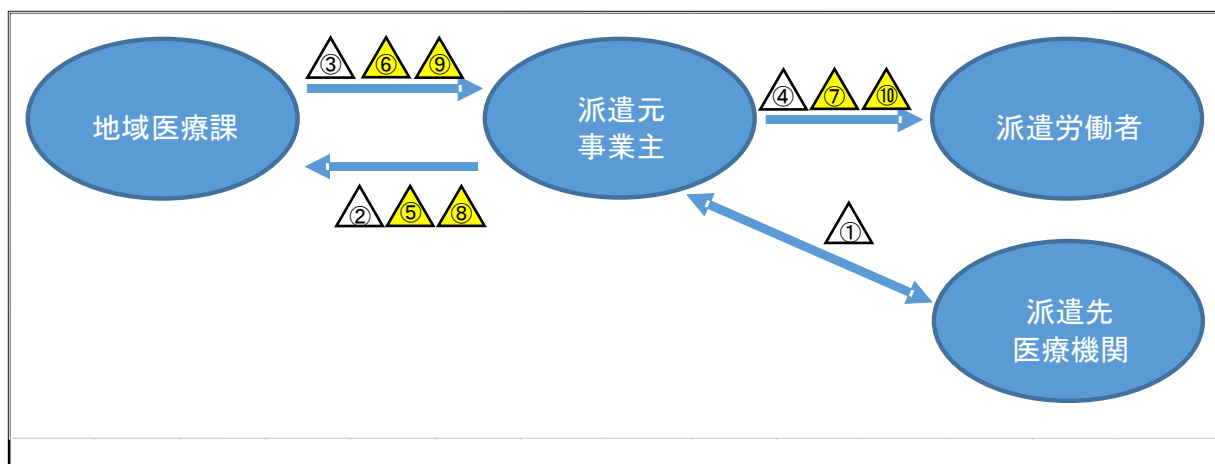 ③ ⑥ ⑨
地域医療課
派遣元
事業主
④ ⑦ ⑩
派遣労働者
② ⑤ ⑧
①
派遣先
医療機関